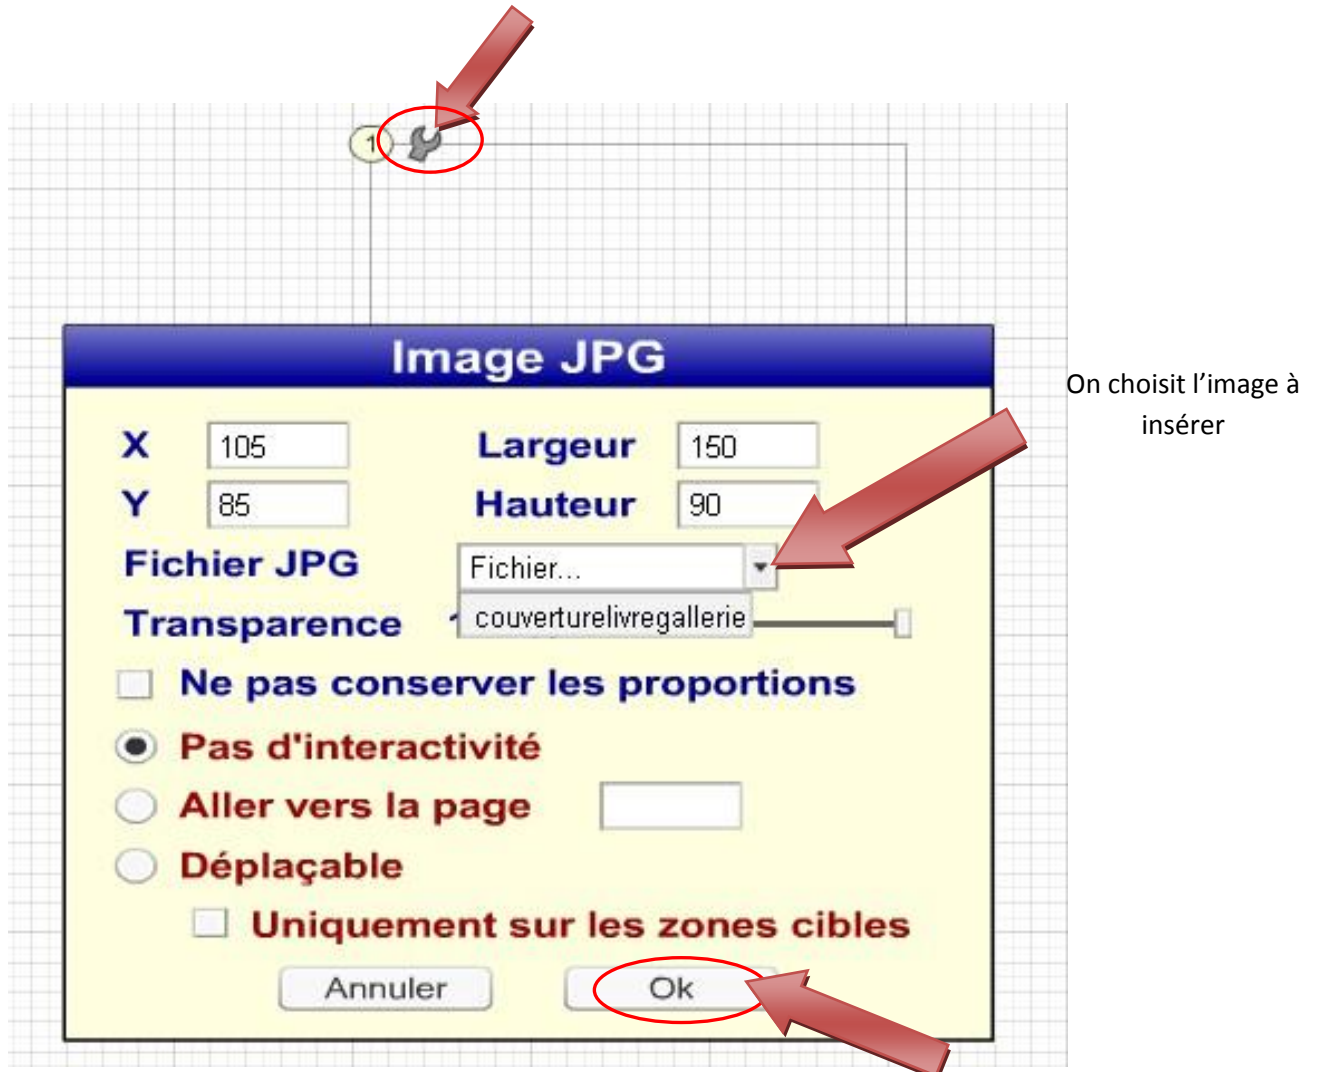 1
Image JPG
On choisit l’image à
insérer
X 105 Largeur 150
Y 85 Hauteur 90
Fichier JPG Fichier...
Transparence couverturelivregallerie
Ne pas conserver les proportions
Pas d'interactivité
Aller vers la page
Déplaçable
Uniquement sur les zones cibles
Annuler Ok